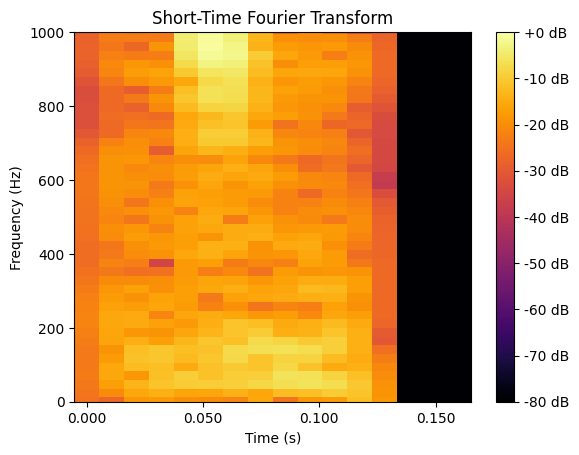 Short-Time Fourier Transform
1000
800
600
400
200
0
Frequency (Hz)
0.000
0.050
0.100
0.150
Time (s)
+0 dB
-10 dB
-20 dB
-30 dB
-40 dB
-50 dB
-60 dB
-70 dB
-80 dB